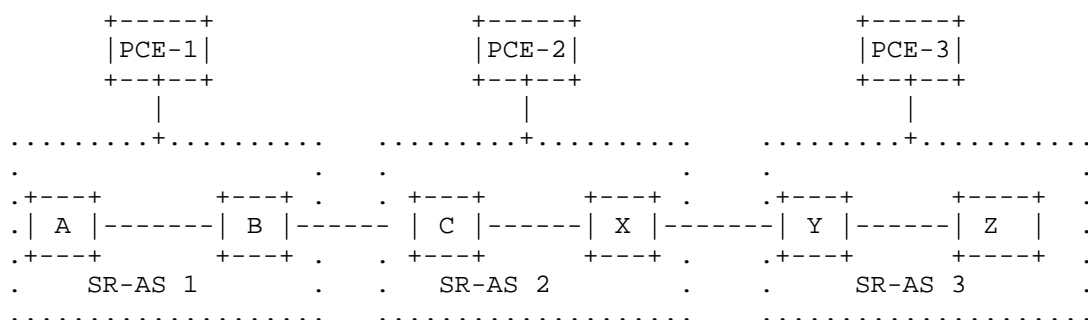 +-----+ +-----+ +-----+
|PCE-1| |PCE-2| |PCE-3|
+--+--+ +--+--+ +--+--+
| | |
.........+.......... .........+.......... .........+...........
. . . . . .
.+---+ +---+ . . +---+ +---+ . .+---+ +----+ .
.| A |-------| B |------ | C |------| X |-------| Y |------| Z | .
.+---+ +---+ . . +---+ +---+ . .+---+ +----+ .
. SR-AS 1 . . SR-AS 2 . . SR-AS 3 .
.................... .................... .....................